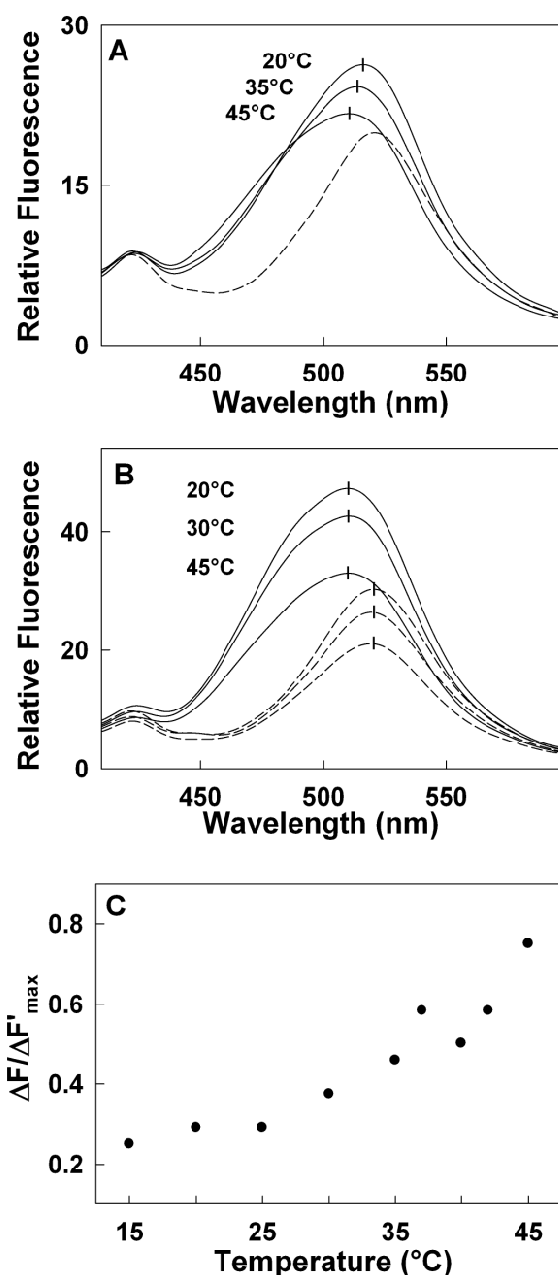 A
30
15
0
Relative Fluorescence
20°C
35°C
45°C
450
500
550
Wavelength (nm)
B
40
20
0
Relative Fluorescence
20°C
30°C
45°C
450
500
550
Wavelength (nm)
C
0.8
0.6
0.4
0.2
ΔF/ΔF'max
15
25
35
45
Temperature (°C)